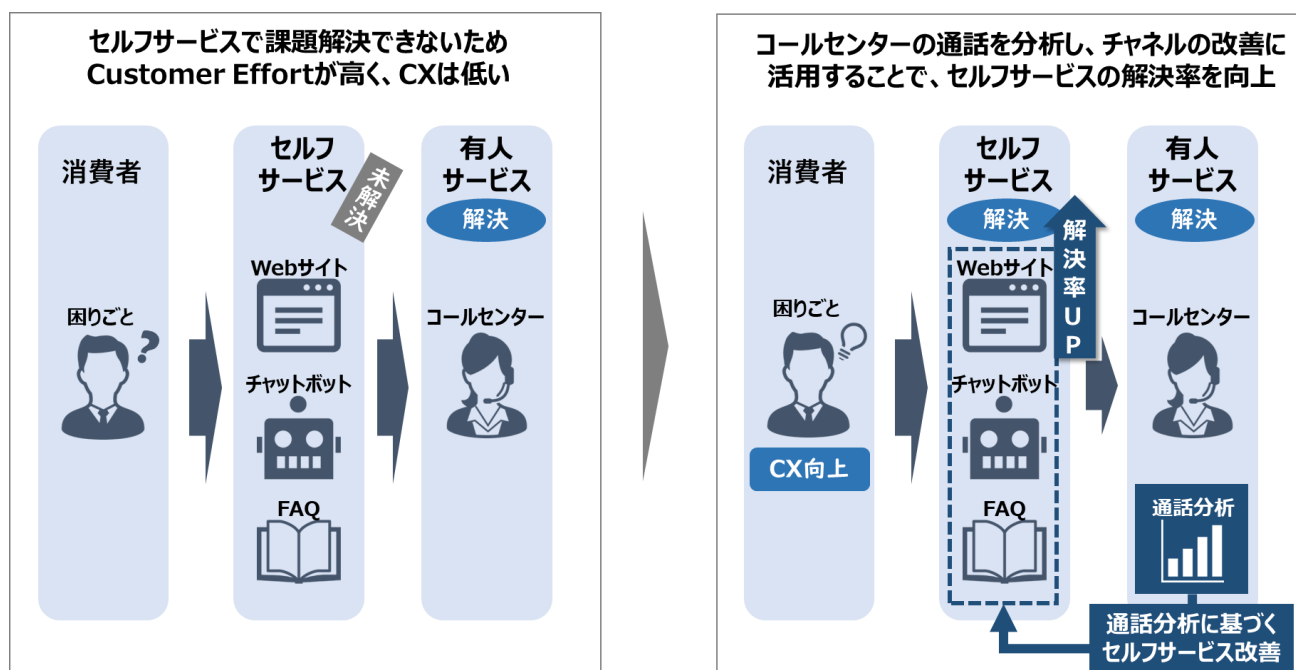 セルフサービスで課題解決できないため
Customer Effortが高く、CXは低い
消費者
セルフ
サービス
未解決
有人
サービス
解決
Webサイト
困りごと
?
コールセンター
チャットボット
FAQ
コールセンターの通話を分析し、チャネルの改善に
活用することで、セルフサービスの解決率を向上
消費者
セルフ
サービス
解決
有人
サービス
解決
解決率UP
Webサイト
困りごと
コールセンター
チャットボット
CX向上
FAQ
通話分析
通話分析に基づく
セルフサービス改善